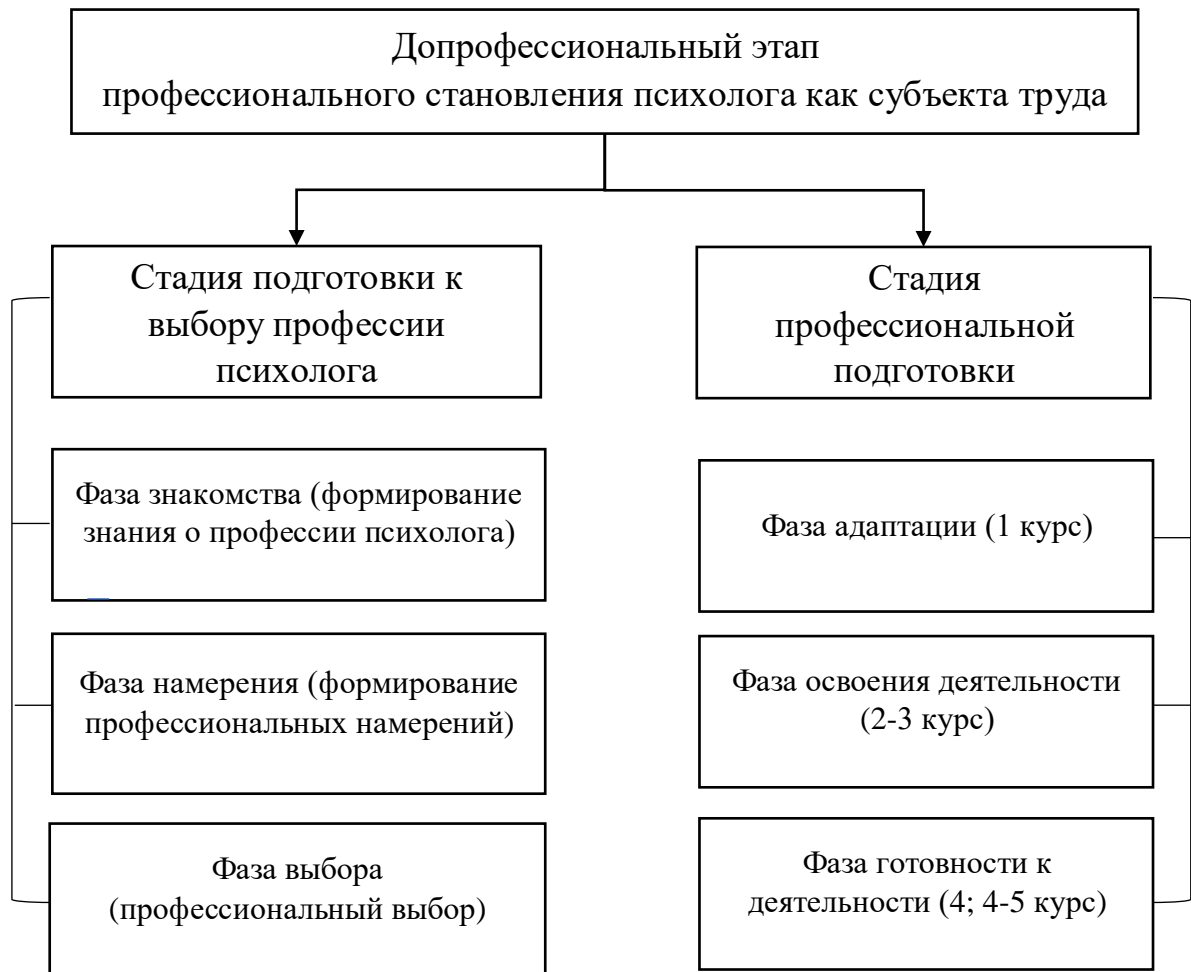 Допрофессиональный этап
профессионального становления психолога как субъекта труда
Стадия подготовки к
выбору профессии
психолога
Фаза знакомства (формирование
знания о профессии психолога)
Фаза намерения (формирование
профессиональных намерений)
Фаза выбора
(профессиональный выбор)
Стадия
профессиональной
подготовки
Фаза адаптации (1 курс)
Фаза освоения деятельности
(2-3 курс)
Фаза готовности к
деятельности (4; 4-5 курс)